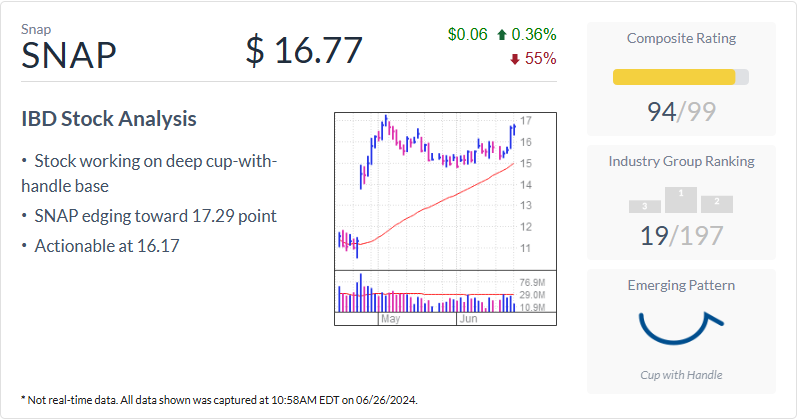 Snap
SNAP
$ 16.77
$0.06 0.36%
55%
IBD Stock Analysis
• Stock working on deep cup-with-
handle base
• SNAP edging toward 17.29 point
• Actionable at 16.17
17
16
15
14
13
12
11
76.9M
29.0M
10.9M
May
Jun
Composite Rating
94/99
Industry Group Ranking
3
1
2
19/197
Emerging Pattern
Cup with Handle
* Not real-time data. All data shown was captured at 10:58AM EDT on 06/26/2024.